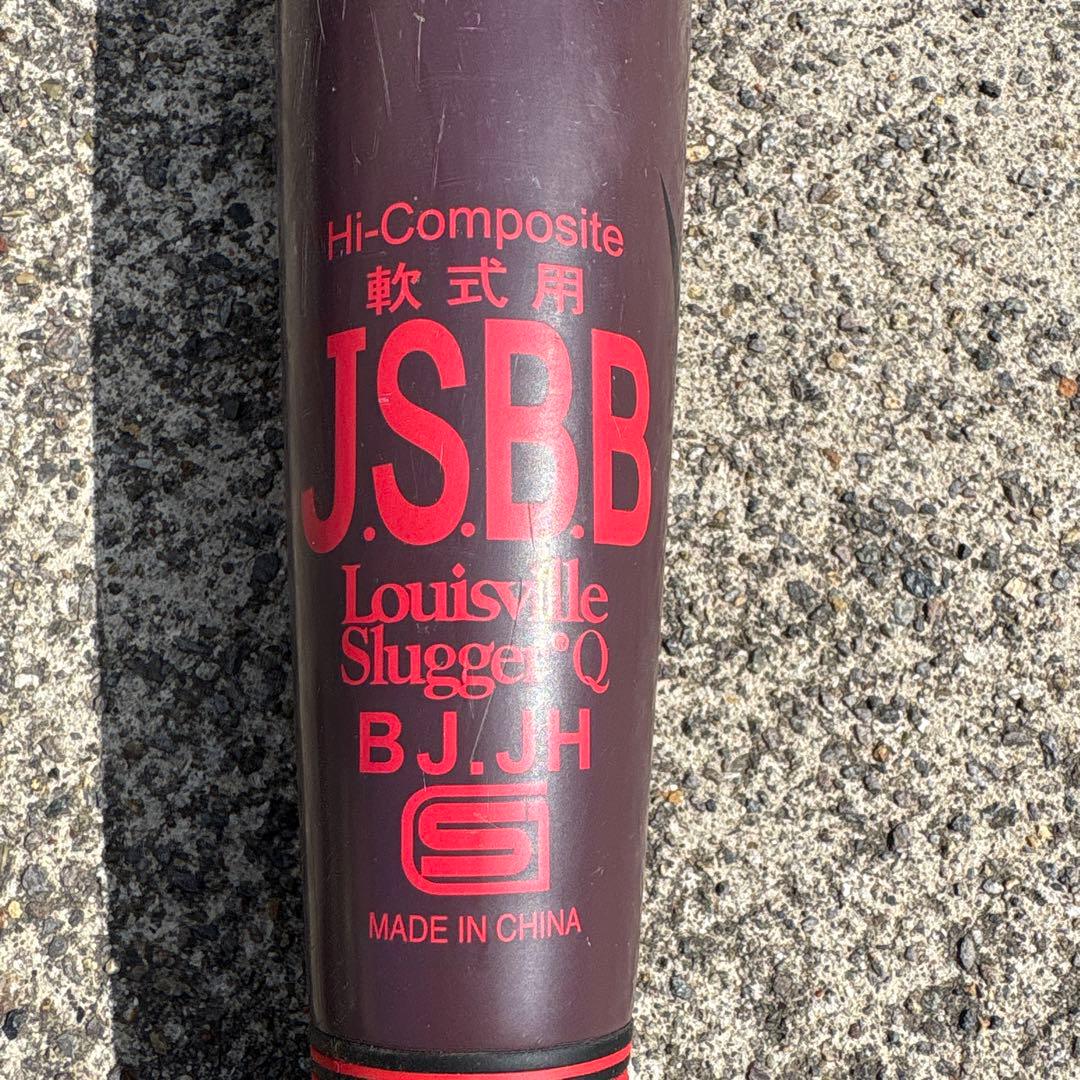 Hi-Composite
軟式用
J.S.B.B
Louisville
Slugger®Q
BJ.JH
S
MADE IN CHINA